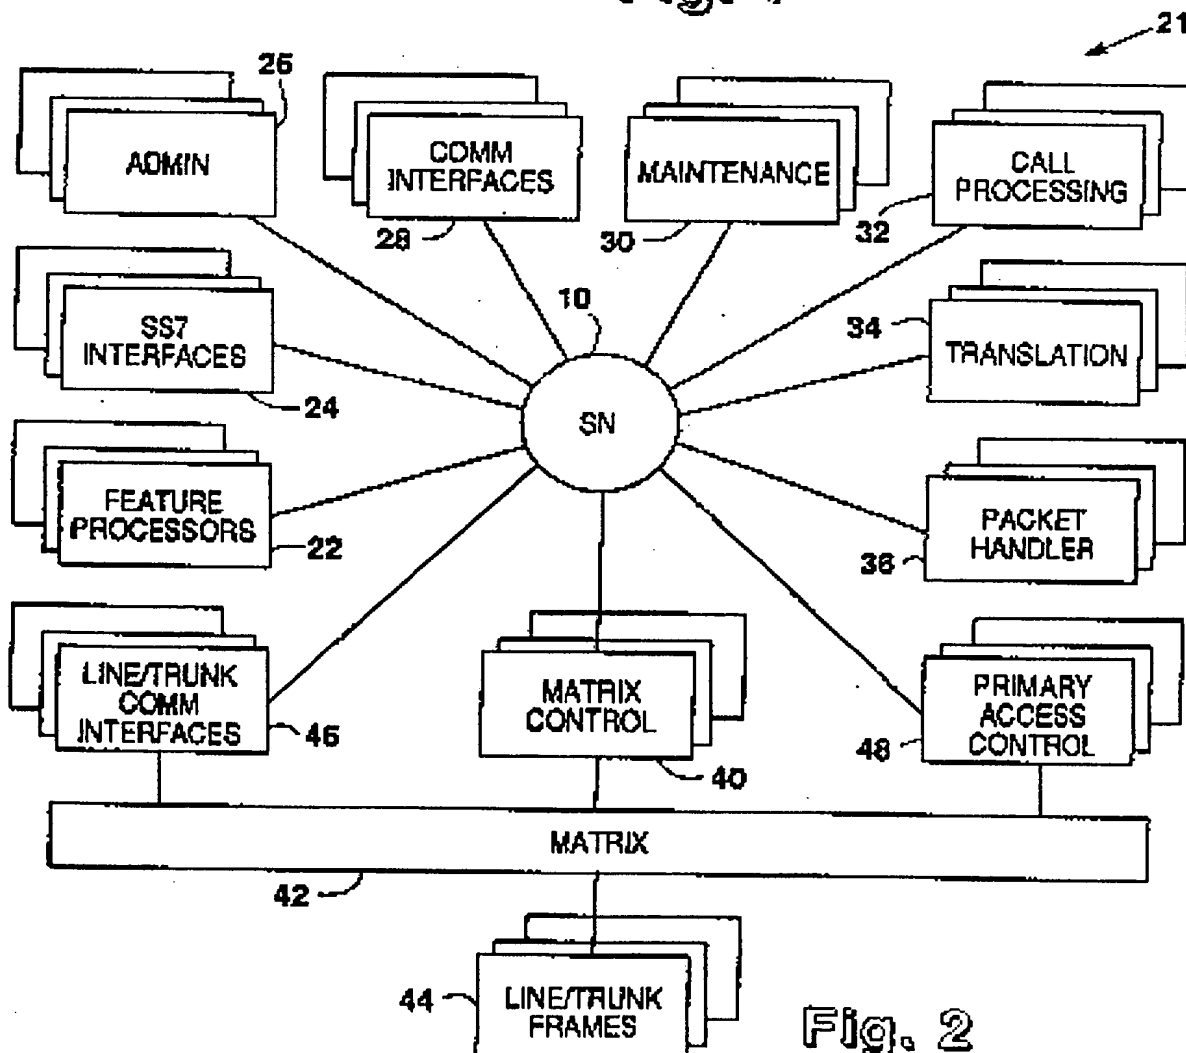 21
26
ADMIN
COMM
INTERFACES
28
MAINTENANCE
30
CALL
PROCESSING
32
SS7
INTERFACES
24
10
SN
34
TRANSLATION
FEATURE
PROCESSORS
22
PACKET
HANDLER
36
LINE/TRUNK
COMM
INTERFACES
46
MATRIX
CONTROL
40
PRIMARY
ACCESS
CONTROL
48
MATRIX
42
44
LINE/TRUNK
FRAMES
Fig. 2